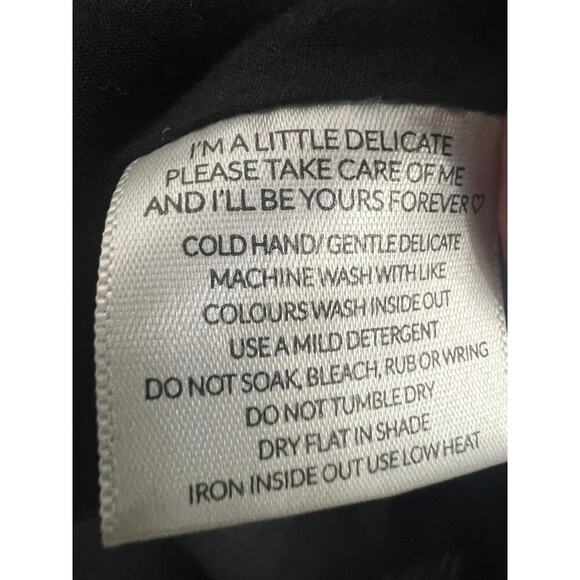 I'M A LITTLE DELICATE
PLEASE TAKE CARE OF ME
AND I'LL BE YOURS FOREVER♡
COLD HAND/GENTLE DELICATE
MACHINE WASH WITH LIKE
COLOURS WASH INSIDE OUT
USE A MILD DETERGENT
DO NOT SOAK, BLEACH, RUB OR WRING
DO NOT TUMBLE DRY
DRY FLAT IN SHADE
IRON INSIDE OUT USE LOW HEAT